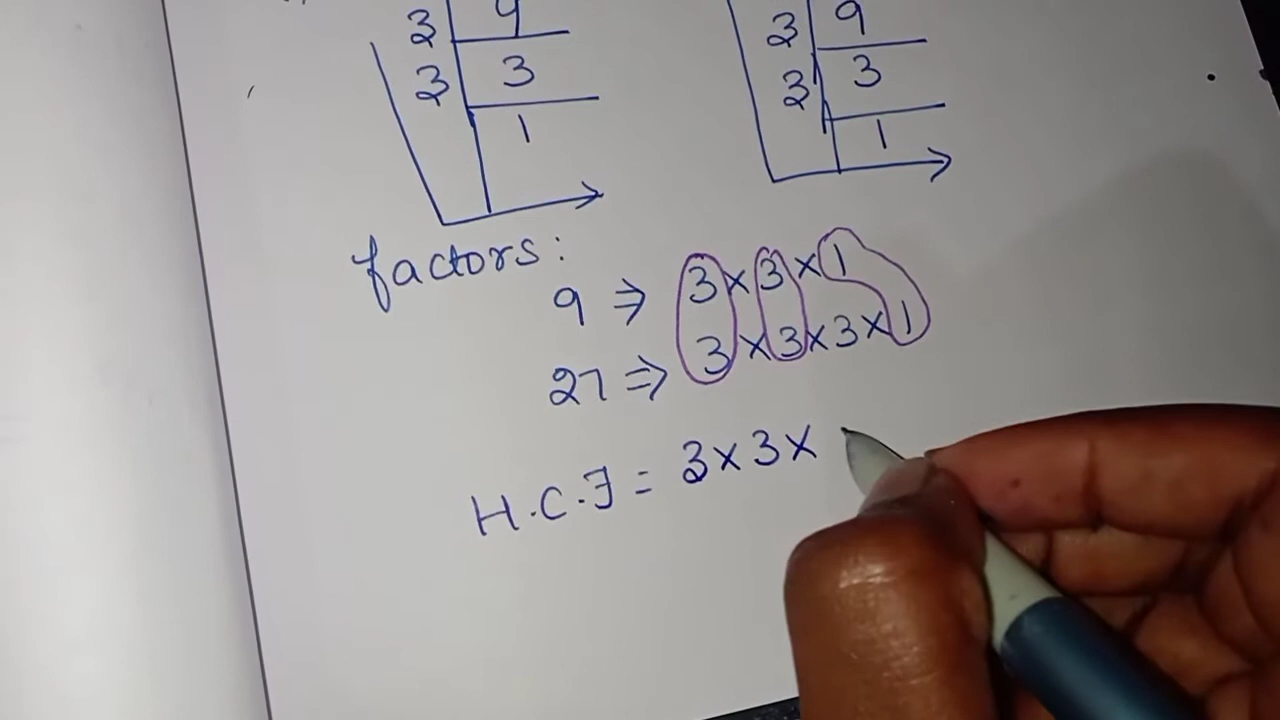 3 9 3 9
3 3 3 3
1 1
factors:
9 ⇒ 3×3×1
27 ⇒ 3×3×3×1
H.C.F = 3×3×